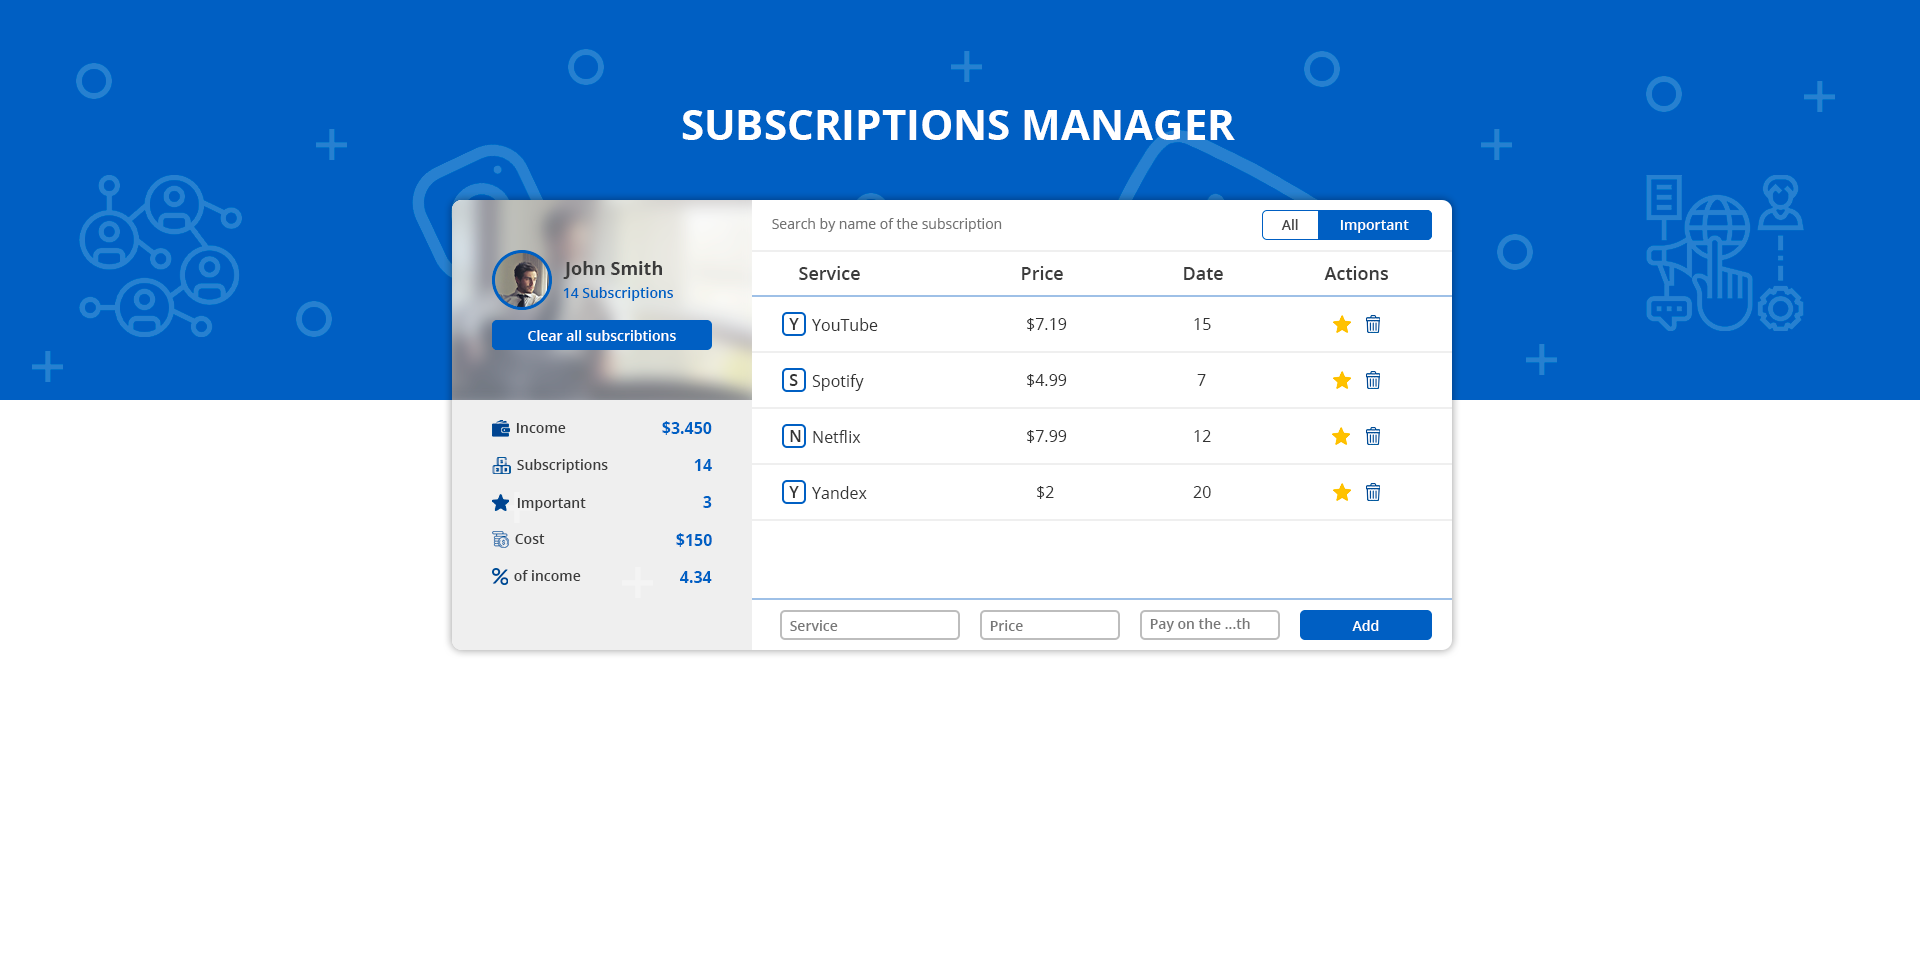 SUBSCRIPTIONS MANAGER
John Smith
14 Subscriptions
Clear all subscribtions
Income $3.450
Subscriptions 14
Important 3
Cost $150
of income 4.34
Search by name of the subscription
All Important
Service Price Date Actions
Y YouTube $7.19 15
S Spotify $4.99 7
N Netflix $7.99 12
Y Yandex $2 20
Service Price Pay on the ...th Add